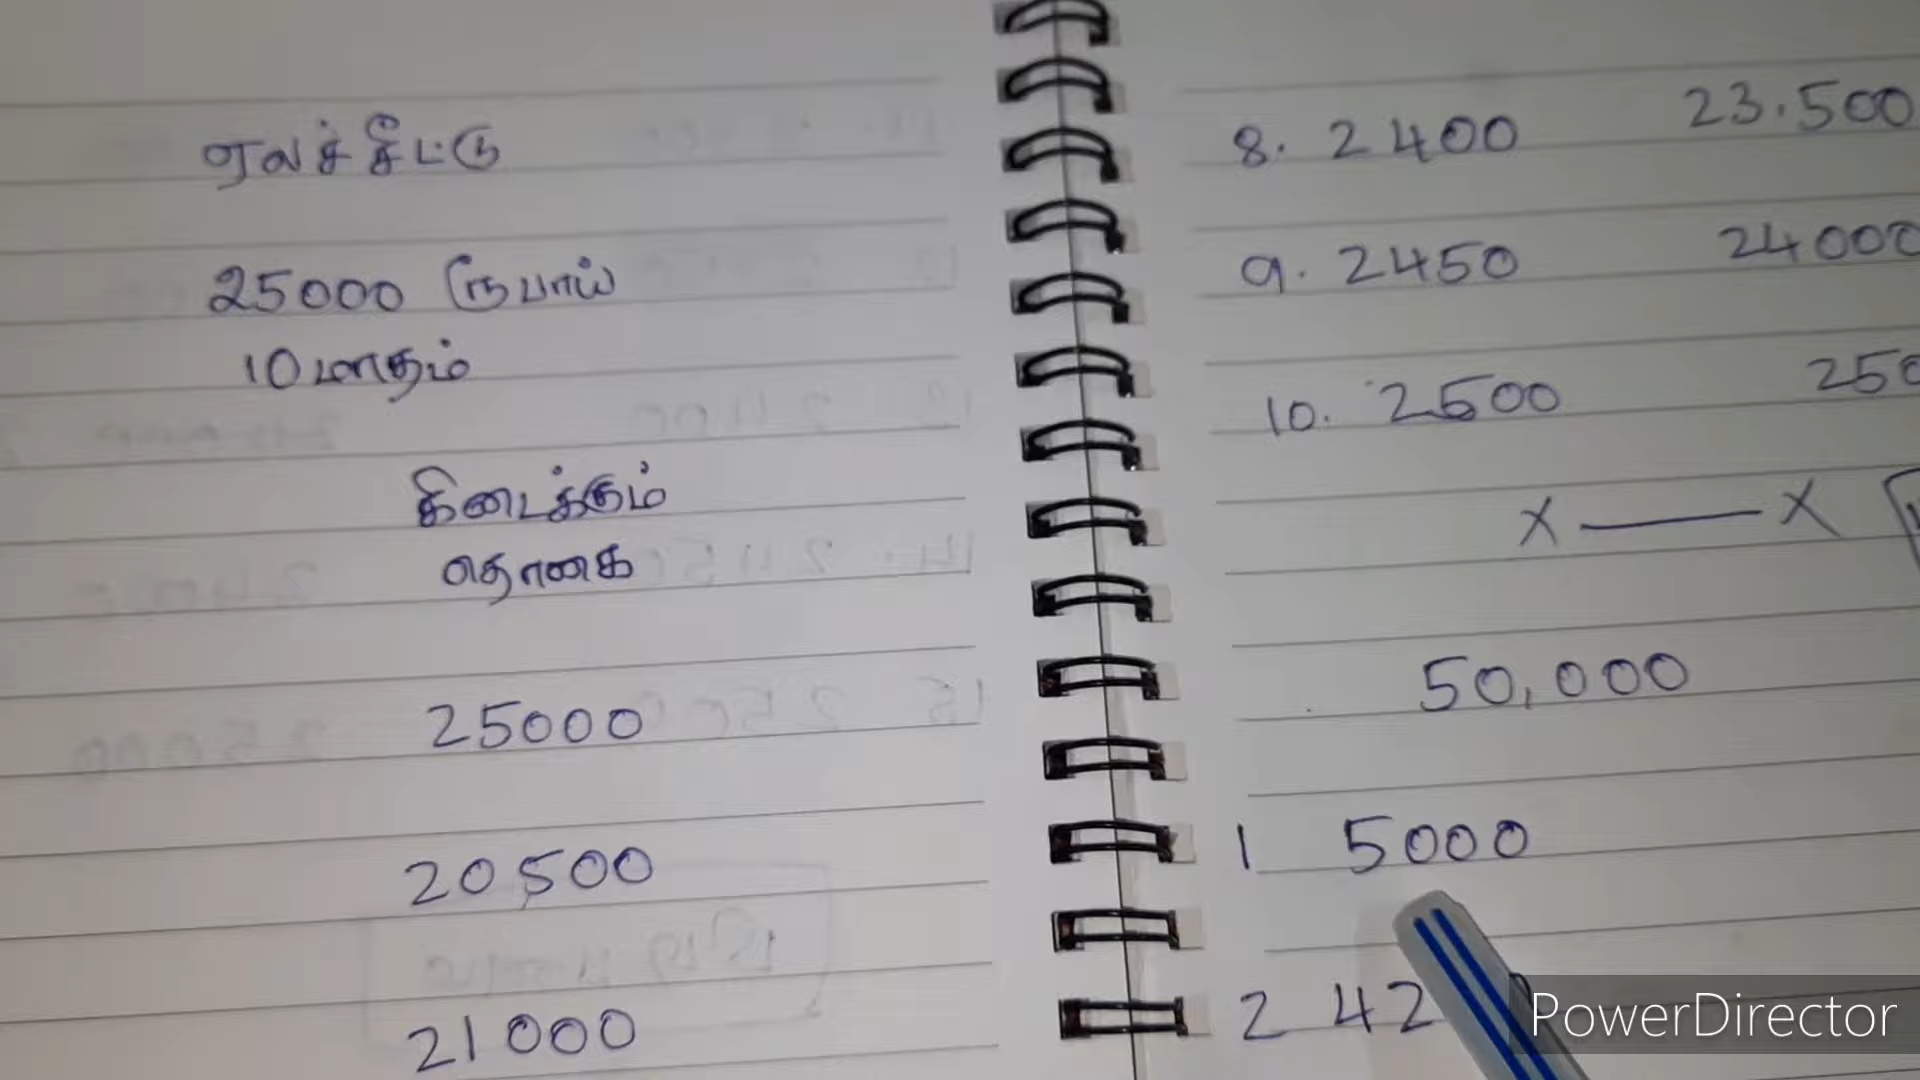 ஏலச்சீட்டு
25000 ரூபாய்
10 மாதம்
கிடைக்கும்
தொகை
25000
20500
21000
8. 2400 23.500
9. 2450 24000
10. 2500 250
X — X
50,000
1 5000
2 42
PowerDirector